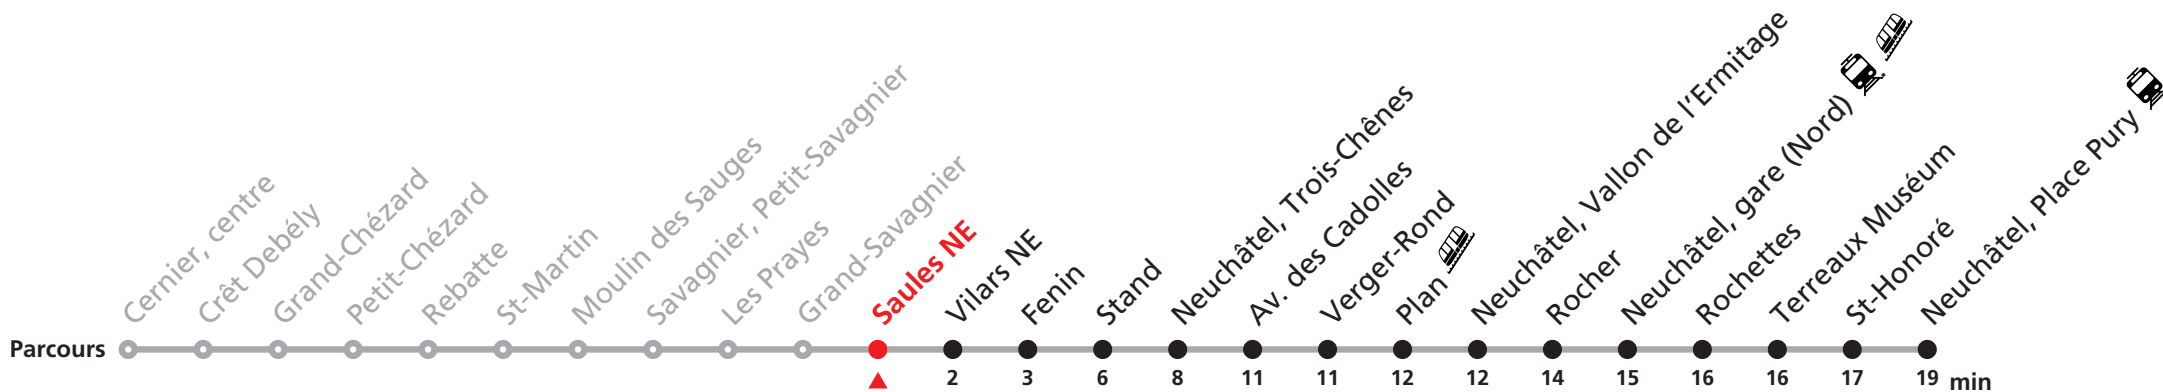 Cernier, centre
Crêt Debély
Grand-Chézard
Petit-Chézard
Rebatte
St-Martin
Moulin des Sauges
Savagnier, Petit-Savagnier
Les Prayes
Grand-Savagnier
Saules NE
Vilars NE
Fenin
Stand
Neuchâtel, Trois-Chênes
Av. des Cadolles
Verger-Rond
Plan
Neuchâtel, Vallon de l'Ermitage
Rocher
Neuchâtel, gare (Nord)
Rochettes
Terreaux Muséum
St-Honoré
Neuchâtel, Place Pury
Parcours
2 3 6 8 11 11 12 12 14 15 16 16 17 19 min